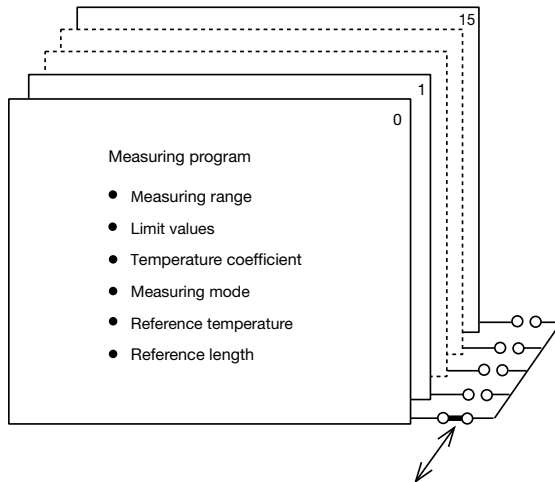 15
1
0
Measuring program
● Measuring range
● Limit values
● Temperature coefficient
● Measuring mode
● Reference temperature
● Reference length